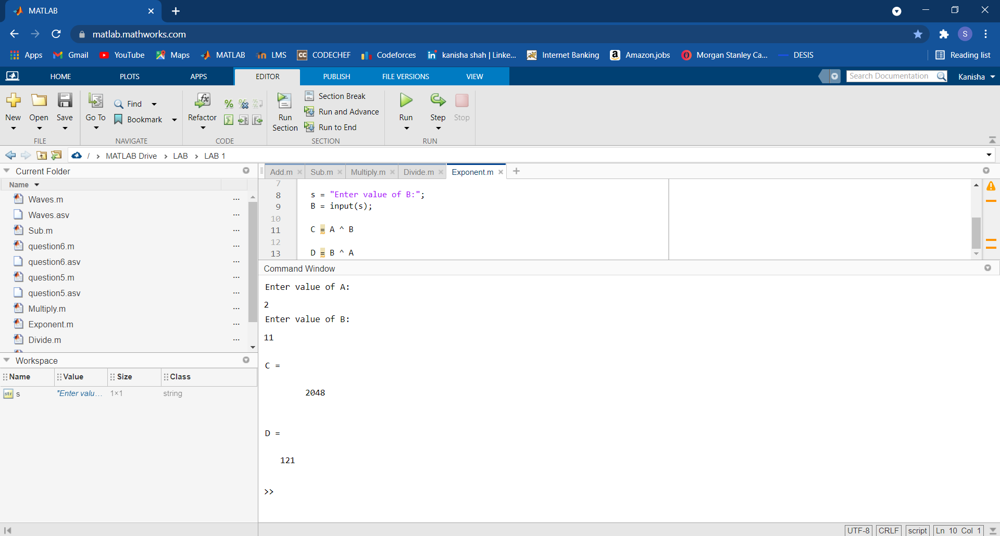 MATLAB
matlab.mathworks.com
S
Apps Gmail YouTube Maps MATLAB LMS CC CODECHEF Codeforces in kanisha shah | Linke... Internet Banking a Amazon.jobs Morgan Stanley Ca... DESIS Reading list
HOME PLOTS APPS EDITOR PUBLISH FILE VERSIONS VIEW Search Documentation Kanisha
New Open Save Go To Find Bookmark Refactor Run Section Section Break Run and Advance Run to End Run Step Stop
FILE NAVIGATE CODE SECTION RUN
/ > MATLAB Drive > LAB > LAB 1
Current Folder
Name
Waves.m ...
Waves.asv ...
Sub.m ...
question6.m ...
question6.asv ...
question5.m ...
question5.asv ...
Multiply.m ...
Exponent.m ...
Divide.m ...
Workspace
Name Value Size Class
str s "Enter valu... 1×1 string
Add.m Sub.m Multiply.m Divide.m Exponent.m
7
8 s = "Enter value of B:";
9 B = input(s);
10
11 C = A ^ B
12
13 D = B ^ A
Command Window
Enter value of A:
2
Enter value of B:
11
C =
2048
D =
121
>>
UTF-8 CRLF script Ln 10 Col 1